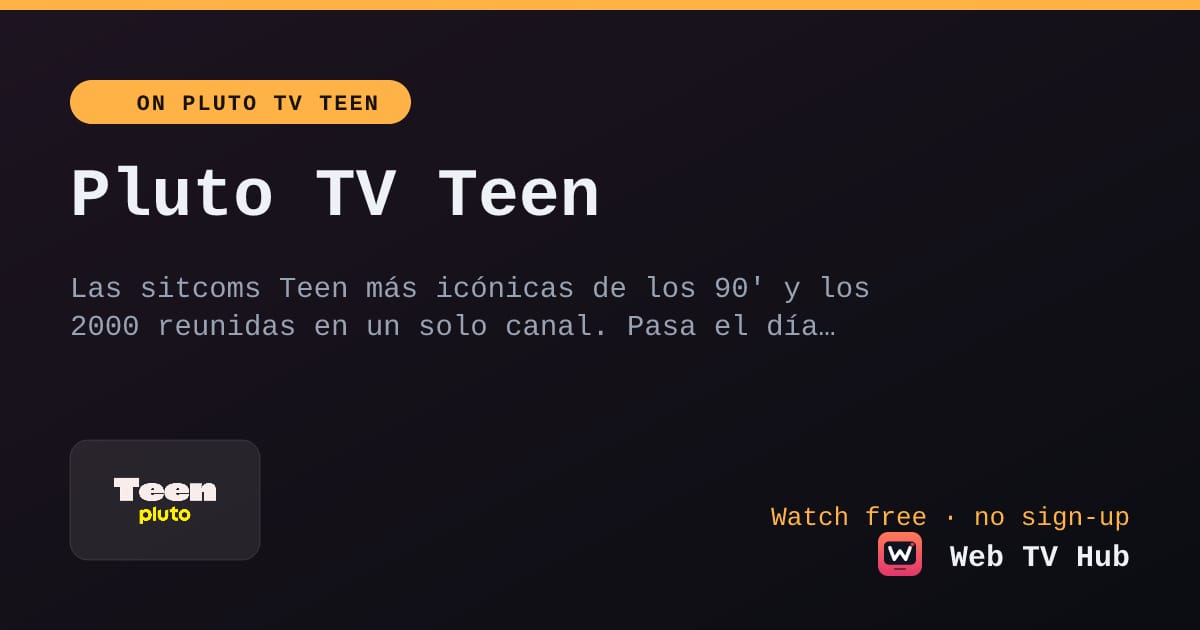 ON PLUTO TV TEEN
Pluto TV Teen
Las sitcoms Teen más icónicas de los 90' y los
2000 reunidas en un solo canal. Pasa el día…
Teen
pluto
Watch free · no sign-up
W
Web TV Hub